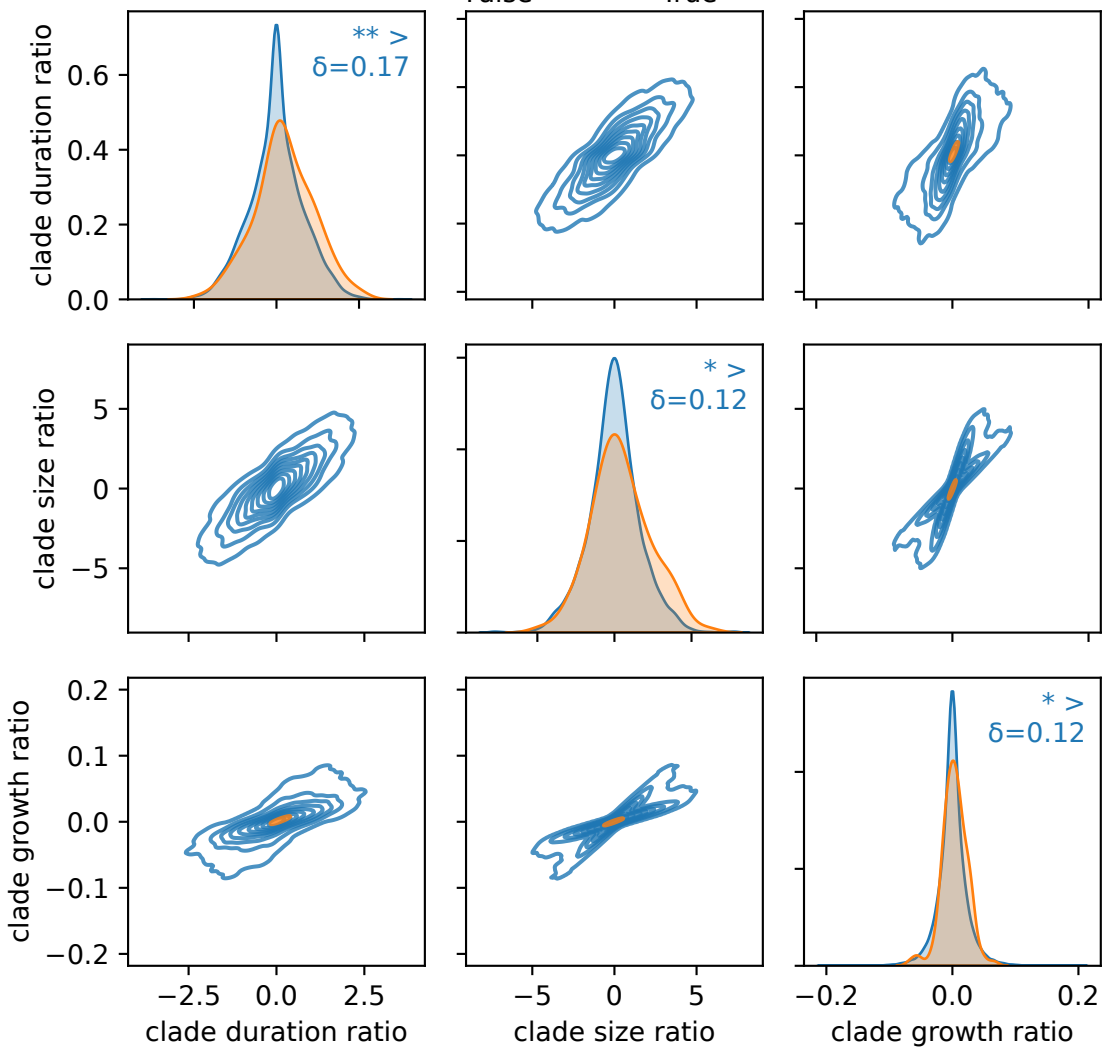 True
** >
δ=0.17
clade duration ratio
0.6
0.4
0.2
0.0
* >
δ=0.12
clade size ratio
5
0
−5
* >
δ=0.12
clade growth ratio
0.2
0.1
0.0
−0.1
−0.2
−2.5 0.0 2.5 −5 0 5 −0.2 0.0 0.2
clade duration ratio clade size ratio clade growth ratio